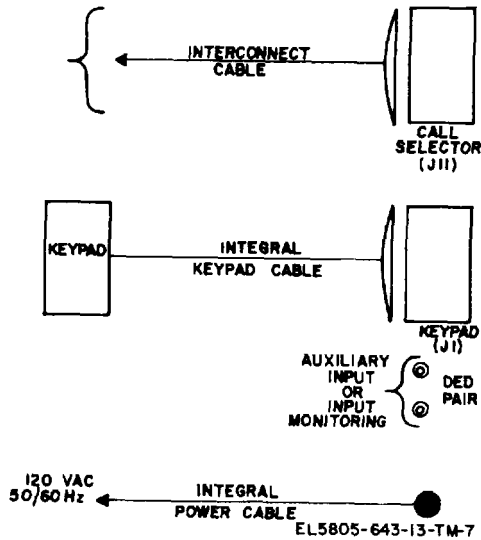 INTERCONNECT
CABLE
CALL
SELECTOR
(J11)
KEYPAD
INTEGRAL
KEYPAD CABLE
KEYPAD
(J1)
AUXILIARY
INPUT
OR
INPUT
MONITORING
DED
PAIR
120 VAC
50/60 Hz
INTEGRAL
POWER CABLE
EL5805-643-13-TM-7